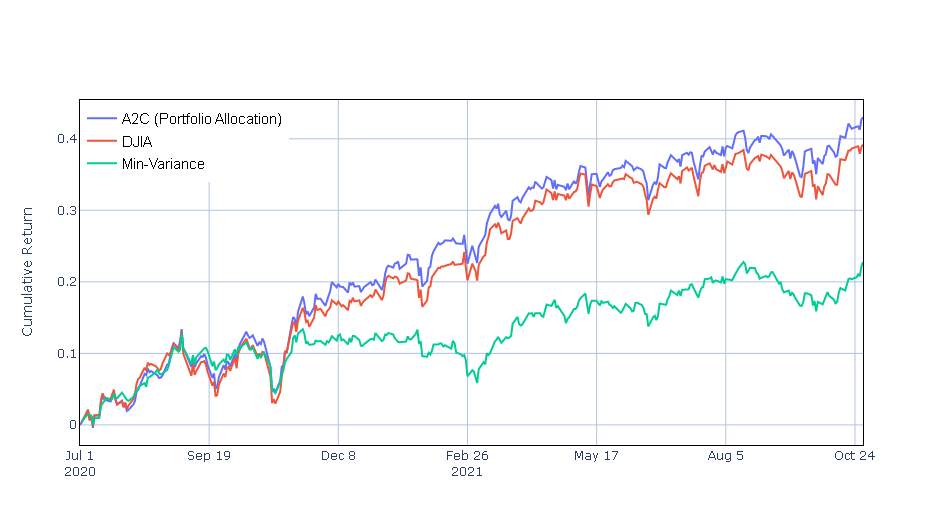 A2C (Portfolio Allocation)
DJIA
Min-Variance
Cumulative Return
0.4
0.3
0.2
0.1
0
Jul 1
2020
Sep 19
Dec 8
Feb 26
2021
May 17
Aug 5
Oct 24